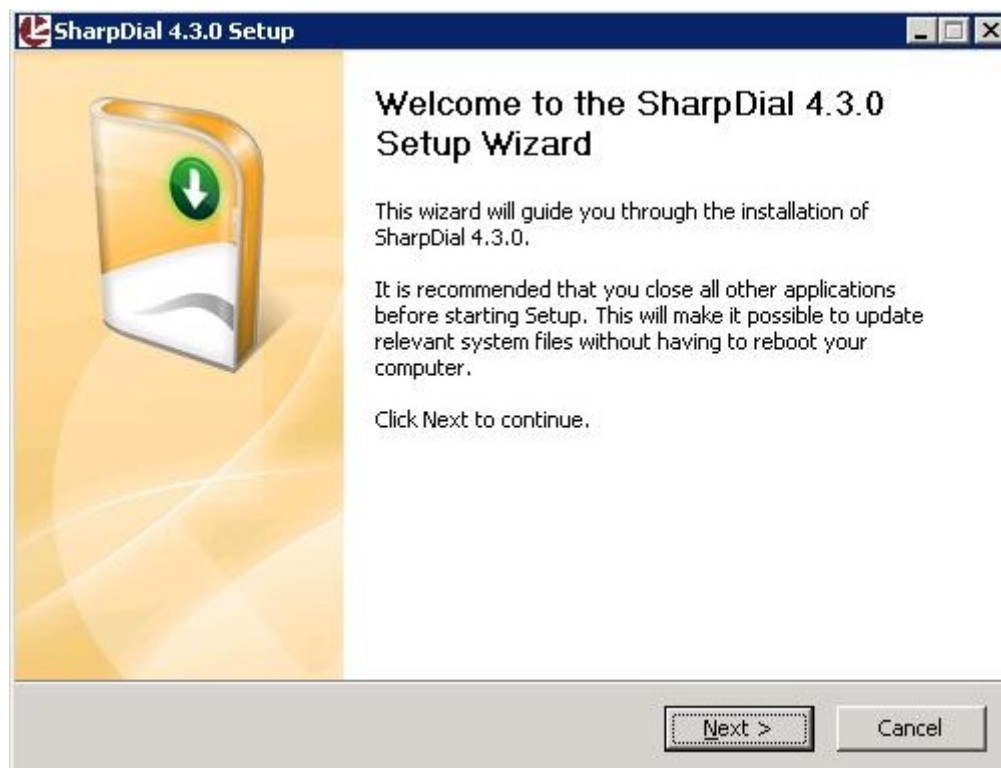 SharpDial 4.3.0 Setup
Welcome to the SharpDial 4.3.0
Setup Wizard
This wizard will guide you through the installation of
SharpDial 4.3.0.
It is recommended that you close all other applications
before starting Setup. This will make it possible to update
relevant system files without having to reboot your
computer.
Click Next to continue.
Next >
Cancel